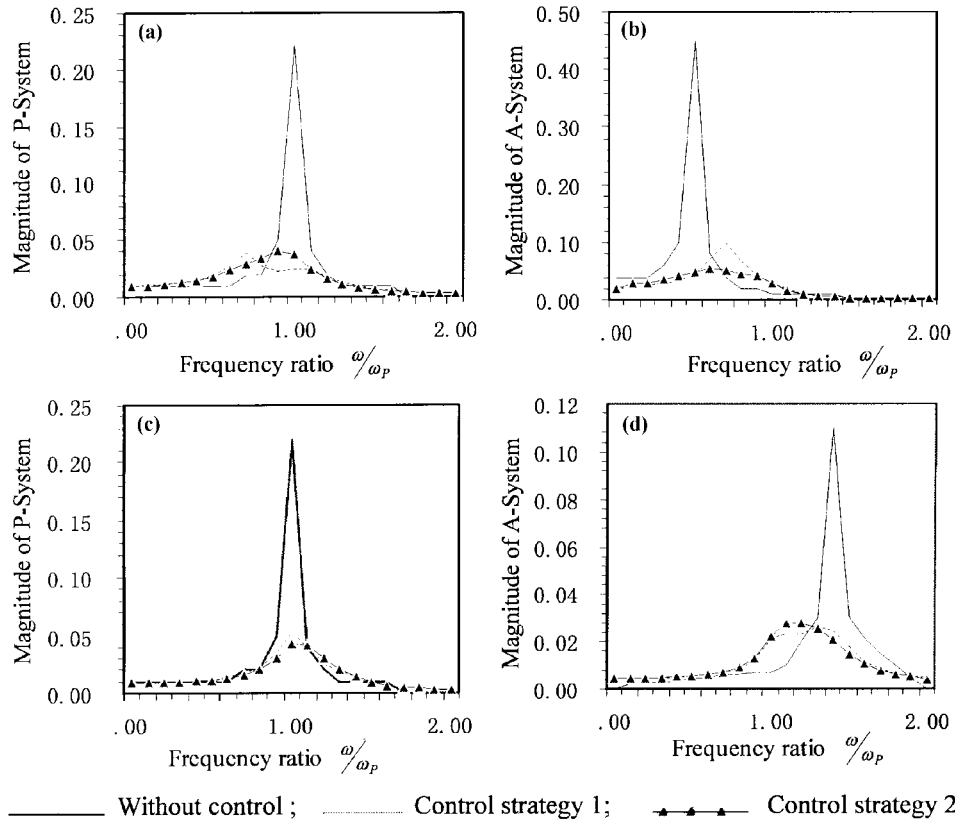 0.25
(a)
0.20
0.15
0.10
0.05
0.00
Magnitude of P-System
.00
1.00
2.00
Frequency ratio ω/ωP
0.50
(b)
0.40
0.30
0.20
0.10
0.00
Magnitude of A-System
.00
1.00
2.00
Frequency ratio ω/ωP
0.25
(c)
0.20
0.15
0.10
0.05
0.00
Magnitude of P-System
.00
1.00
2.00
Frequency ratio ω/ωP
0.12
(d)
0.10
0.08
0.06
0.04
0.02
0.00
Magnitude of A-System
.00
1.00
2.00
Frequency ratio ω/ωP
Without control ; Control strategy 1; Control strategy 2